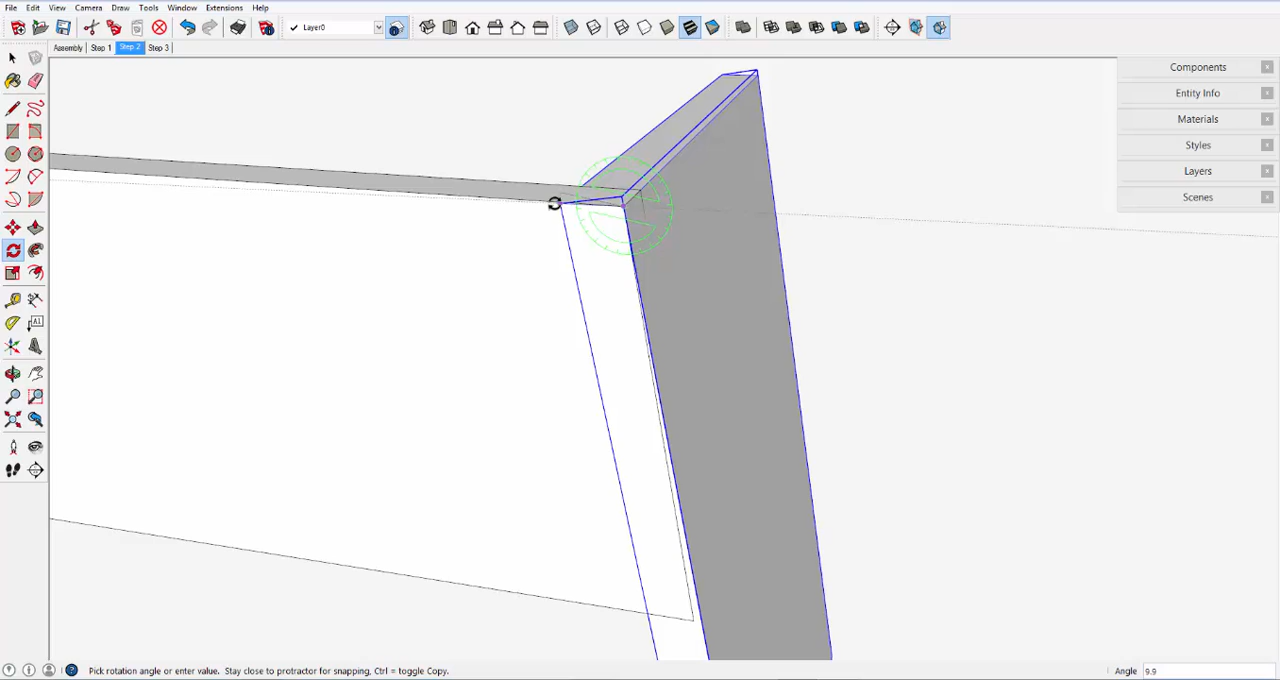 File Edit View Camera Draw Tools Window Extensions Help
Layer0
Assembly Step 1 Step 2 Step 3
Components
Entity Info
Materials
Styles
Layers
Scenes
A1
Pick rotation angle or enter value. Stay close to protractor for snapping, Ctrl = toggle Copy.
Angle 9.9